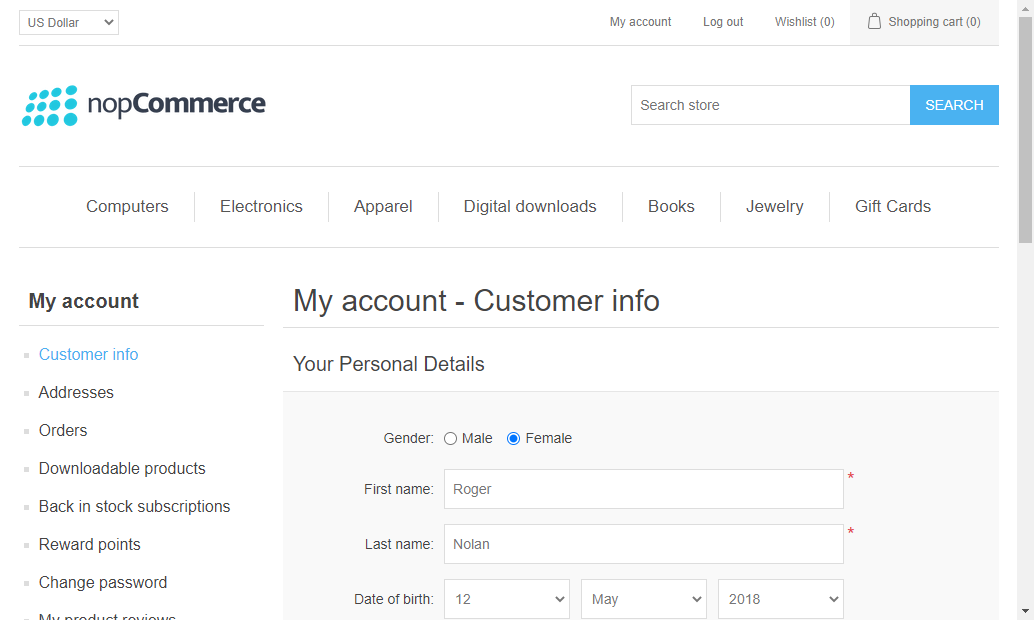 US Dollar
My account
Log out
Wishlist (0)
Shopping cart (0)
nopCommerce
Search store
SEARCH
Computers
Electronics
Apparel
Digital downloads
Books
Jewelry
Gift Cards
My account
Customer info
Addresses
Orders
Downloadable products
Back in stock subscriptions
Reward points
Change password
My product reviews
My account - Customer info
Your Personal Details
Gender: Male Female
First name: Roger *
Last name: Nolan *
Date of birth: 12 May 2018